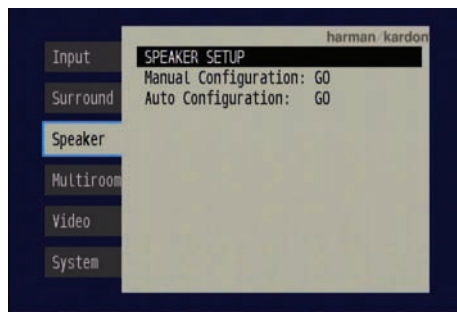 harman/kardon
Input
Surround
Speaker
Multiroom
Video
System
SPEAKER SETUP
Manual Configuration: GO
Auto Configuration: GO